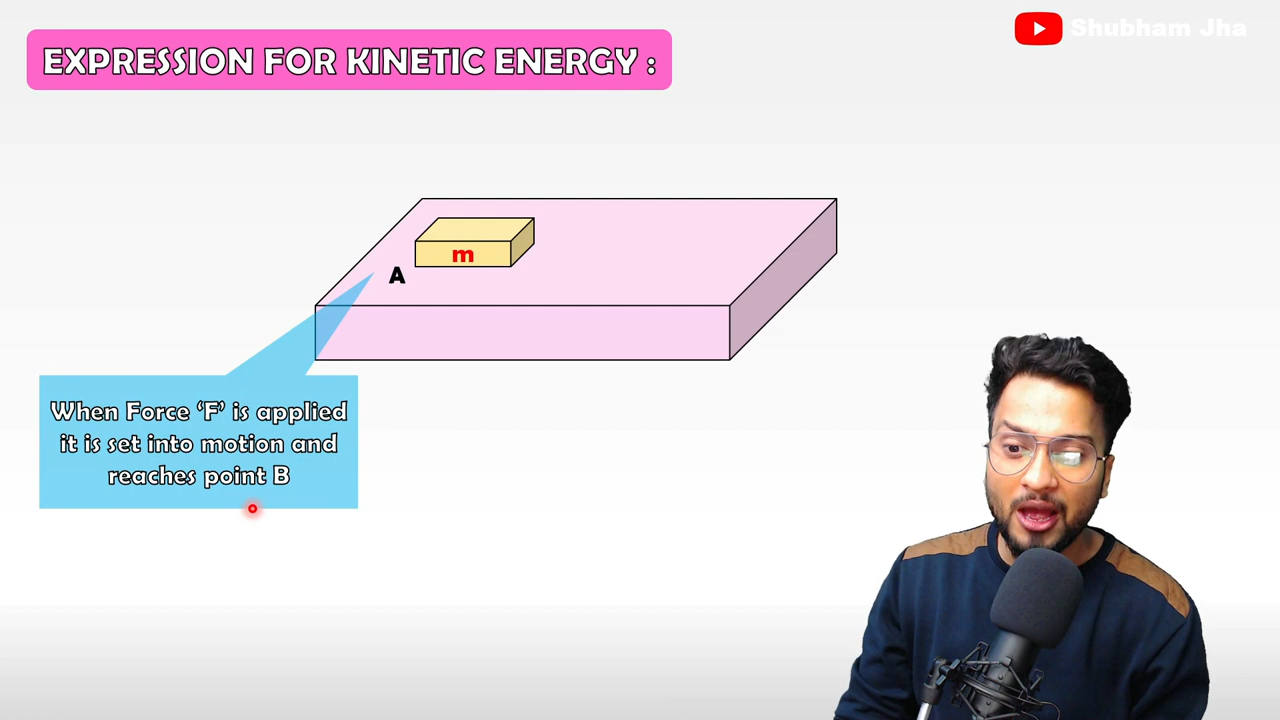 EXPRESSION FOR KINETIC ENERGY :
Shubham Jha
m
A
When Force ‘F’ is applied
it is set into motion and
reaches point B